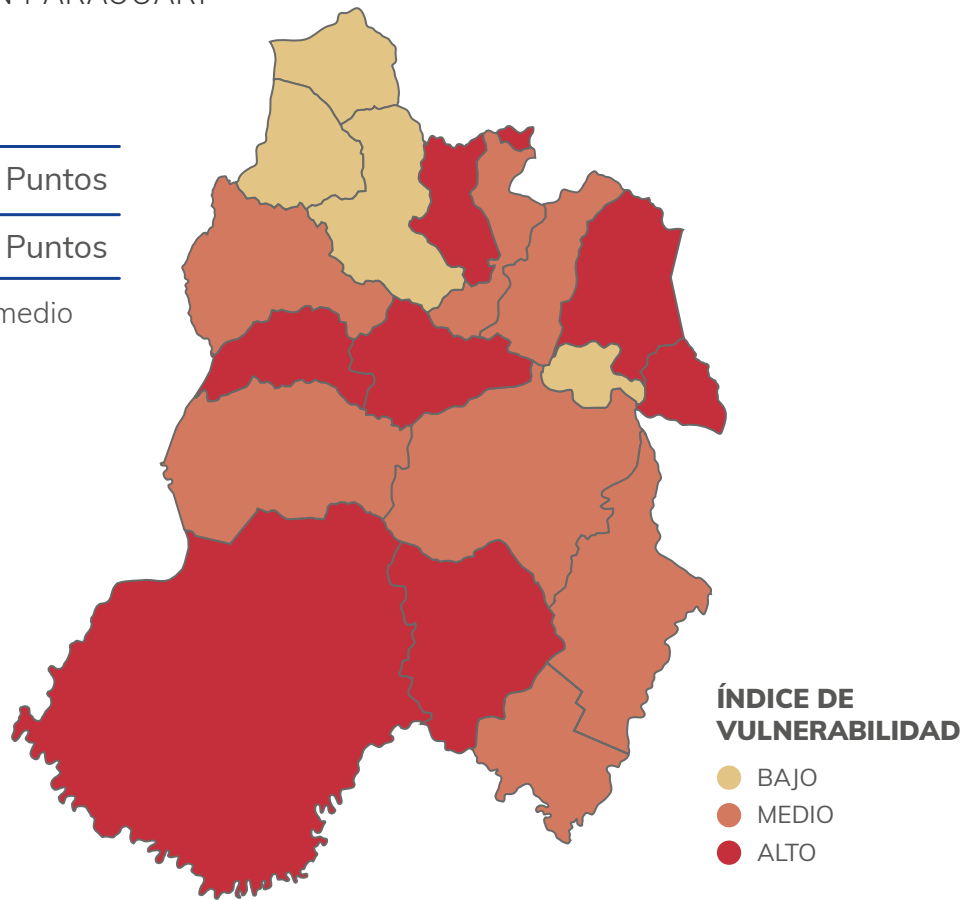 Puntos
Puntos
medio
ÍNDICE DE
VULNERABILIDAD
BAJO
MEDIO
ALTO